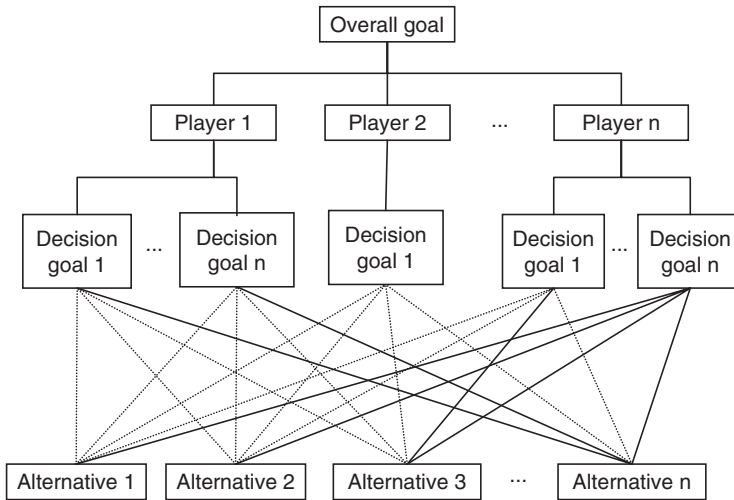 Overall goal
Player 1
Player 2
...
Player n
Decision
goal 1
...
Decision
goal n
Decision
goal 1
Decision
goal 1
...
Decision
goal n
Alternative 1
Alternative 2
Alternative 3
...
Alternative n